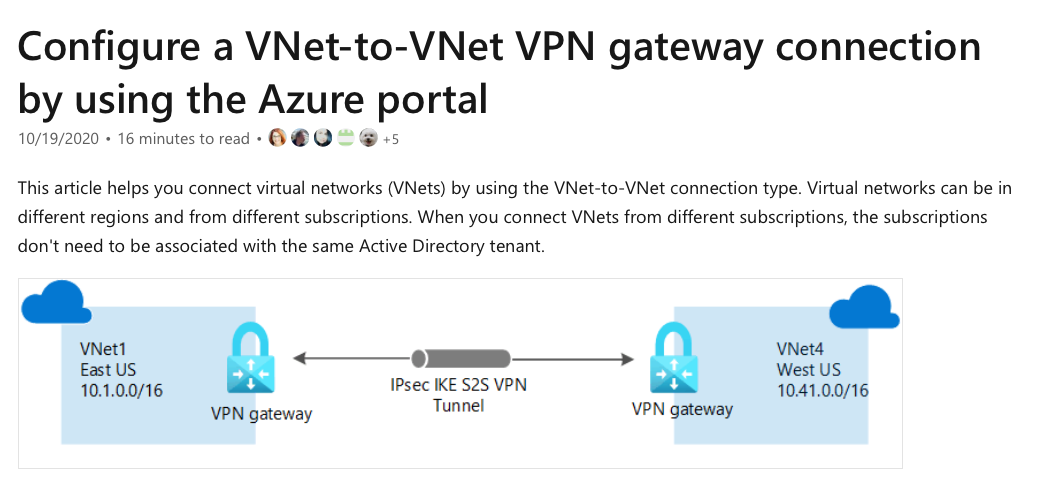 Configure a VNet-to-VNet VPN gateway connection
by using the Azure portal
10/19/2020 • 16 minutes to read • +5
This article helps you connect virtual networks (VNets) by using the VNet-to-VNet connection type. Virtual networks can be in
different regions and from different subscriptions. When you connect VNets from different subscriptions, the subscriptions
don't need to be associated with the same Active Directory tenant.
VNet1
East US
10.1.0.0/16
VPN gateway
IPsec IKE S2S VPN
Tunnel
VPN gateway
VNet4
West US
10.41.0.0/16